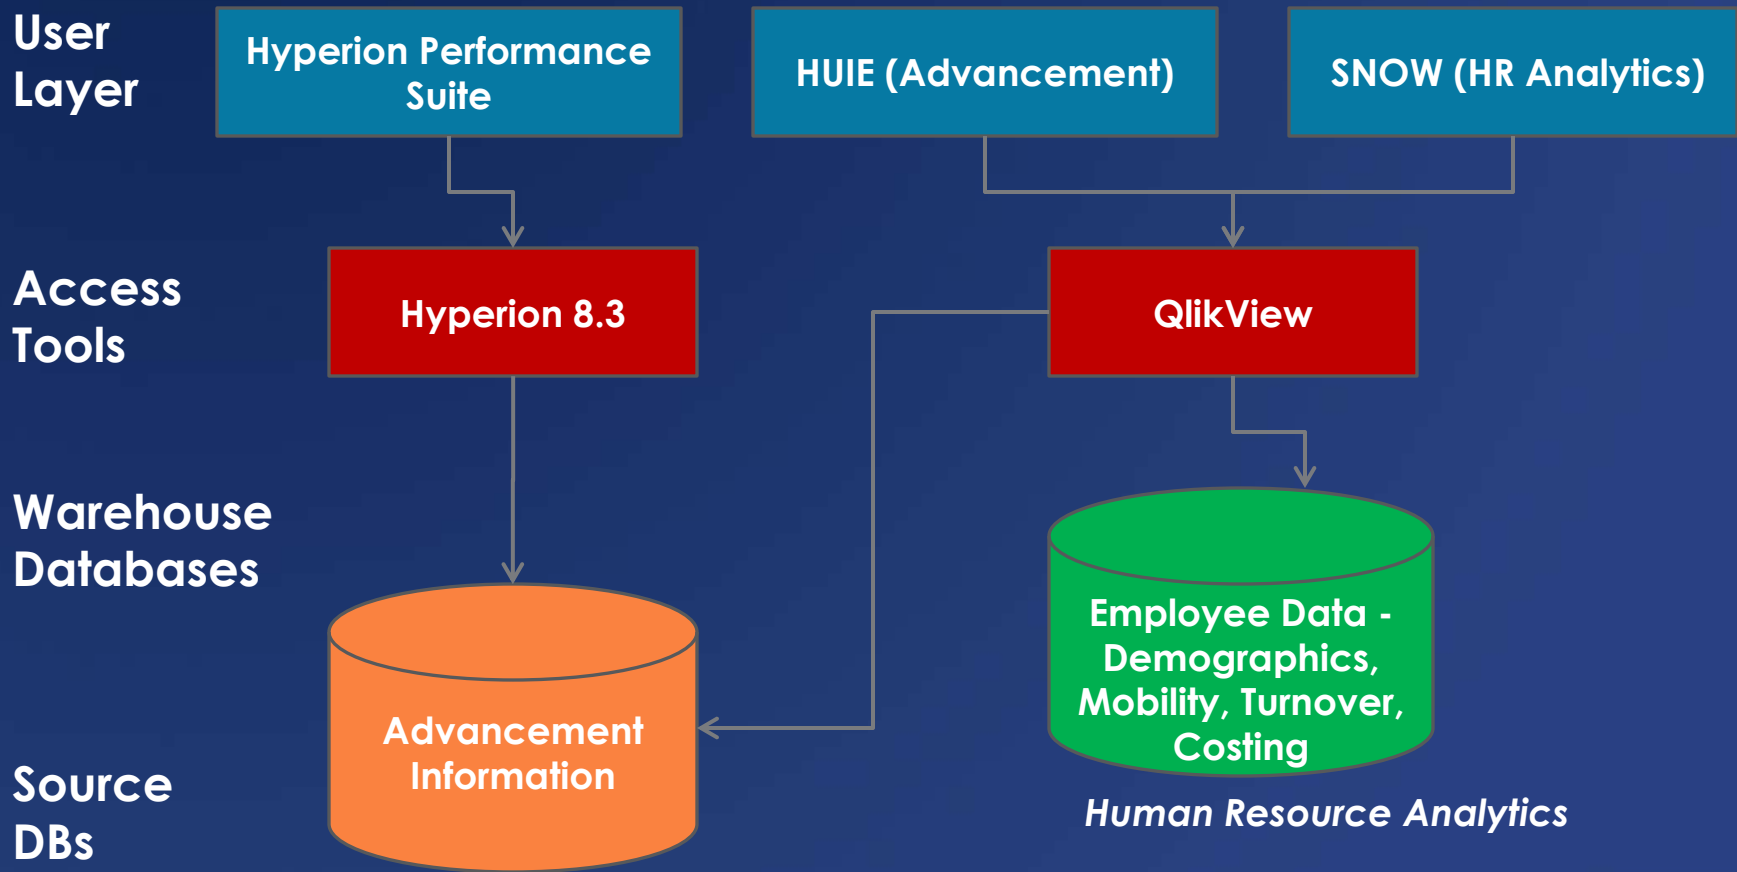 User
Layer
Hyperion Performance
Suite
HUIE (Advancement)
SNOW (HR Analytics)
Access
Tools
Hyperion 8.3
QlikView
Warehouse
Databases
Employee Data -
Demographics,
Mobility, Turnover,
Costing
Advancement
Information
Source
DBs
Human Resource Analytics